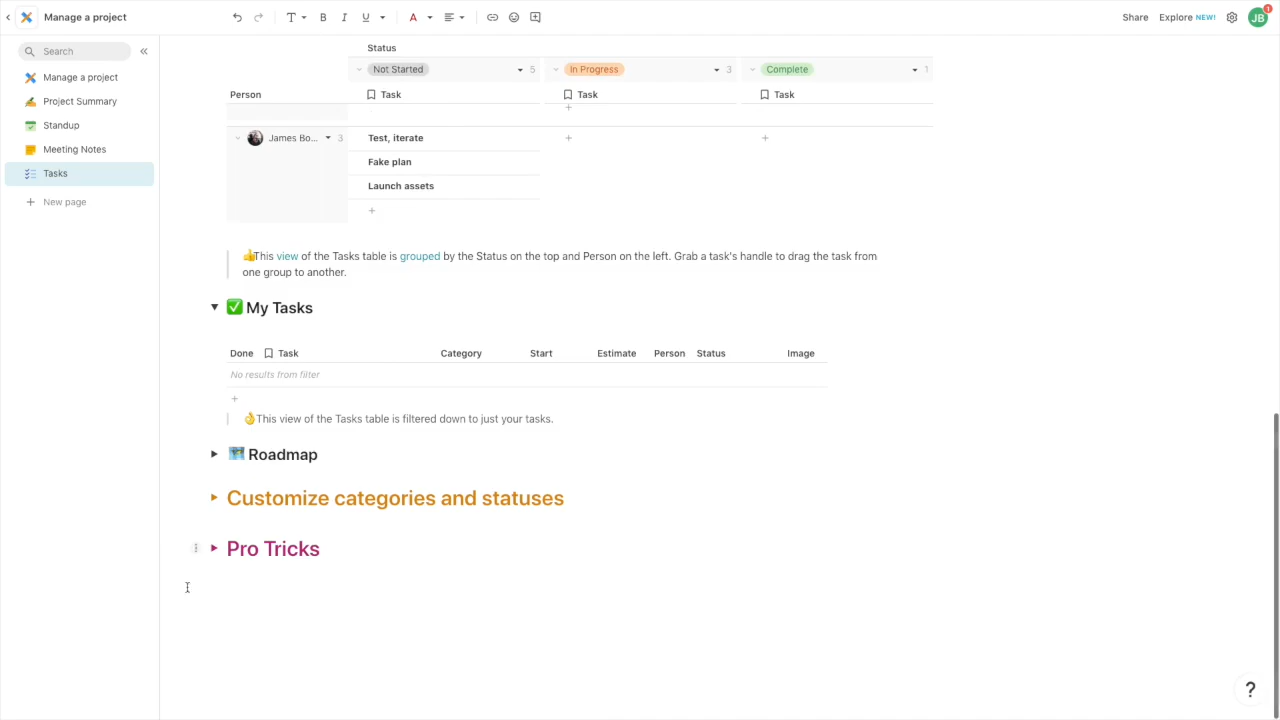 Manage a project
T
B
I
U
A
Share
Explore NEW!
JB
1
Search
Manage a project
Project Summary
Standup
Meeting Notes
Tasks
New page
Status
Not Started 5
In Progress 3
Complete 1
Person
Task
Task
Task
James Bo... 3
Test, iterate
Fake plan
Launch assets
👍This view of the Tasks table is grouped by the Status on the top and Person on the left. Grab a task's handle to drag the task from
one group to another.
✅ My Tasks
Done Task Category Start Estimate Person Status Image
No results from filter
👌This view of the Tasks table is filtered down to just your tasks.
🗺️ Roadmap
Customize categories and statuses
Pro Tricks
?